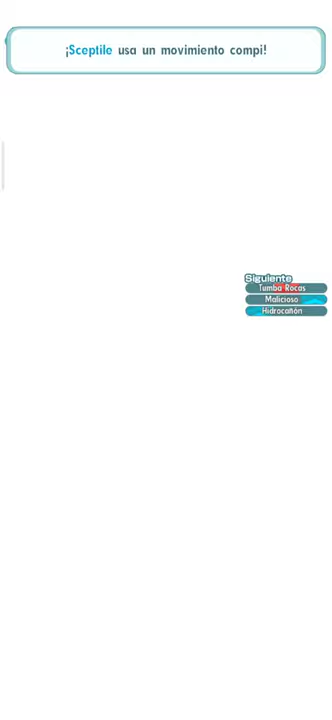 ¡Sceptile usa un movimiento compi!
Siguiente
Tumba Rocas
Malicioso
Hidrocañón